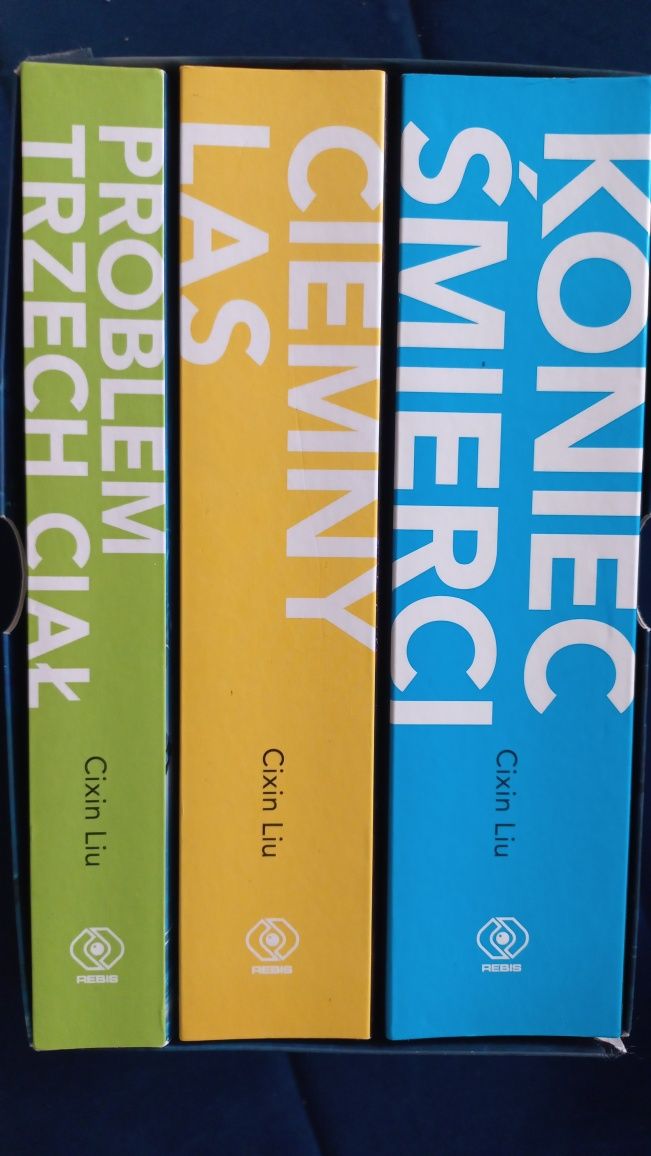 PROBLEM
TRZECH CIAŁ
Cixin Liu
REBIS
CIEMNY
LAS
Cixin Liu
REBIS
KONIEC
ŚMIERCI
Cixin Liu
REBIS